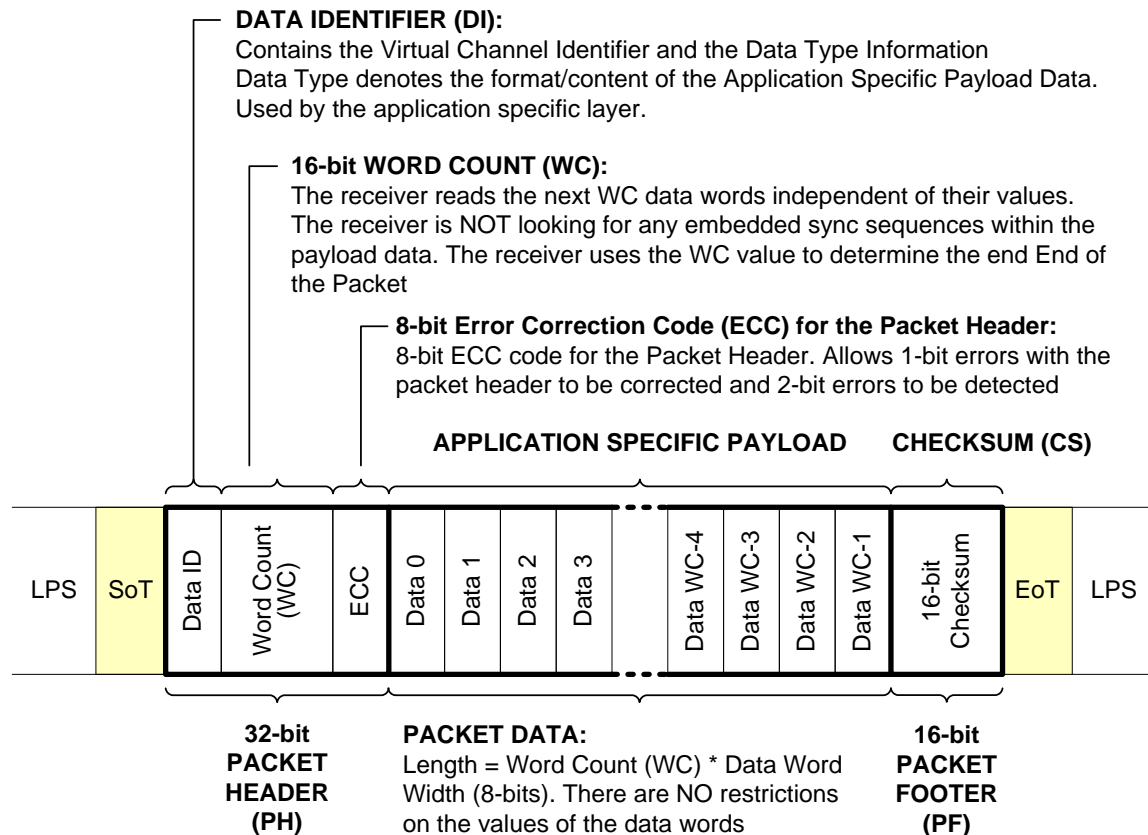 DATA IDENTIFIER (DI):
Contains the Virtual Channel Identifier and the Data Type Information
Data Type denotes the format/content of the Application Specific Payload Data.
Used by the application specific layer.
16-bit WORD COUNT (WC):
The receiver reads the next WC data words independent of their values.
The receiver is NOT looking for any embedded sync sequences within the
payload data. The receiver uses the WC value to determine the end End of
the Packet
8-bit Error Correction Code (ECC) for the Packet Header:
8-bit ECC code for the Packet Header. Allows 1-bit errors with the
packet header to be corrected and 2-bit errors to be detected
APPLICATION SPECIFIC PAYLOAD
CHECKSUM (CS)
LPS
SoT
Data ID
Word Count
(WC)
ECC
Data 0
Data 1
Data 2
Data 3
Data WC-4
Data WC-3
Data WC-2
Data WC-1
16-bit
Checksum
EoT
LPS
32-bit
PACKET
HEADER
(PH)
PACKET DATA:
Length = Word Count (WC) * Data Word
Width (8-bits). There are NO restrictions
on the values of the data words
16-bit
PACKET
FOOTER
(PF)